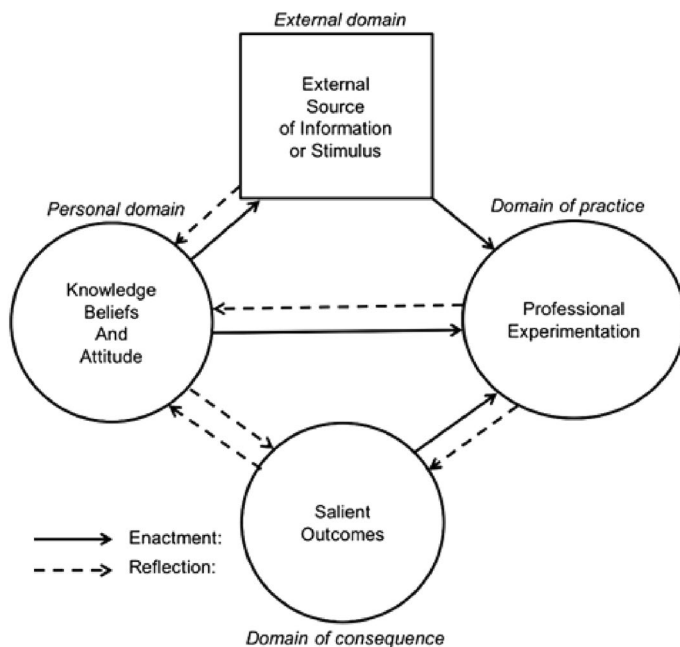 External domain
External
Source
of Information
or Stimulus
Personal domain
Domain of practice
Knowledge
Beliefs
And
Attitude
Professional
Experimentation
Salient
Outcomes
Enactment:
Reflection:
Domain of consequence